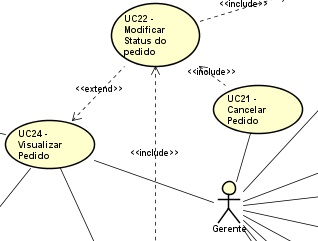 <<include>>
UC22 -
Modificar
Status do
pedido
<<include>>
<<extend>>
UC21 -
Cancelar
Pedido
UC24 -
Visualizar
Pedido
<<include>>
Gerente